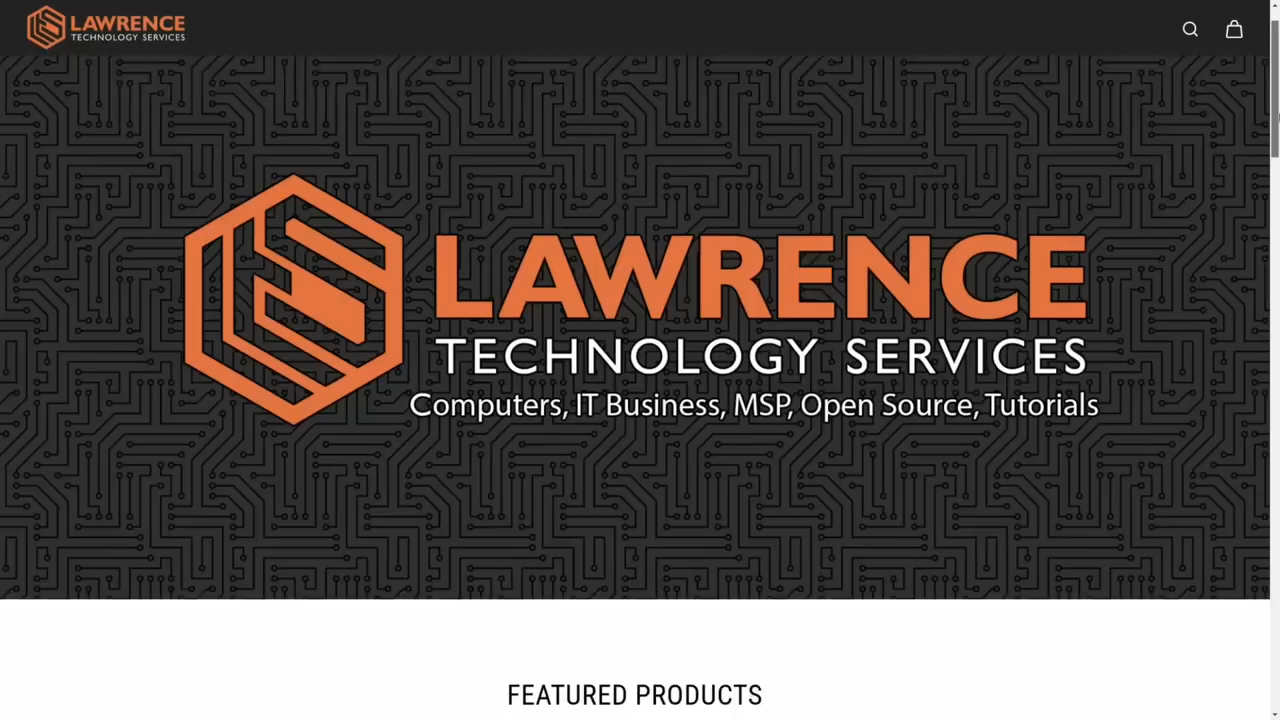 LAWRENCE
TECHNOLOGY SERVICES
LAWRENCE
TECHNOLOGY SERVICES
Computers, IT Business, MSP, Open Source, Tutorials
FEATURED PRODUCTS